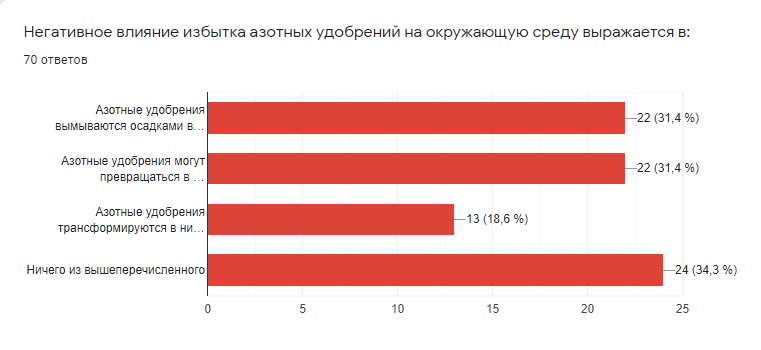 Негативное влияние избытка азотных удобрений на окружающую среду выражается в:
70 ответов
Азотные удобрения
вымываются осадками в…
22 (31,4 %)
Азотные удобрения могут
превращаться в …
22 (31,4 %)
Азотные удобрения
трансформируются в ни…
13 (18,6 %)
Ничего из вышеперечисленного
24 (34,3 %)
0 5 10 15 20 25